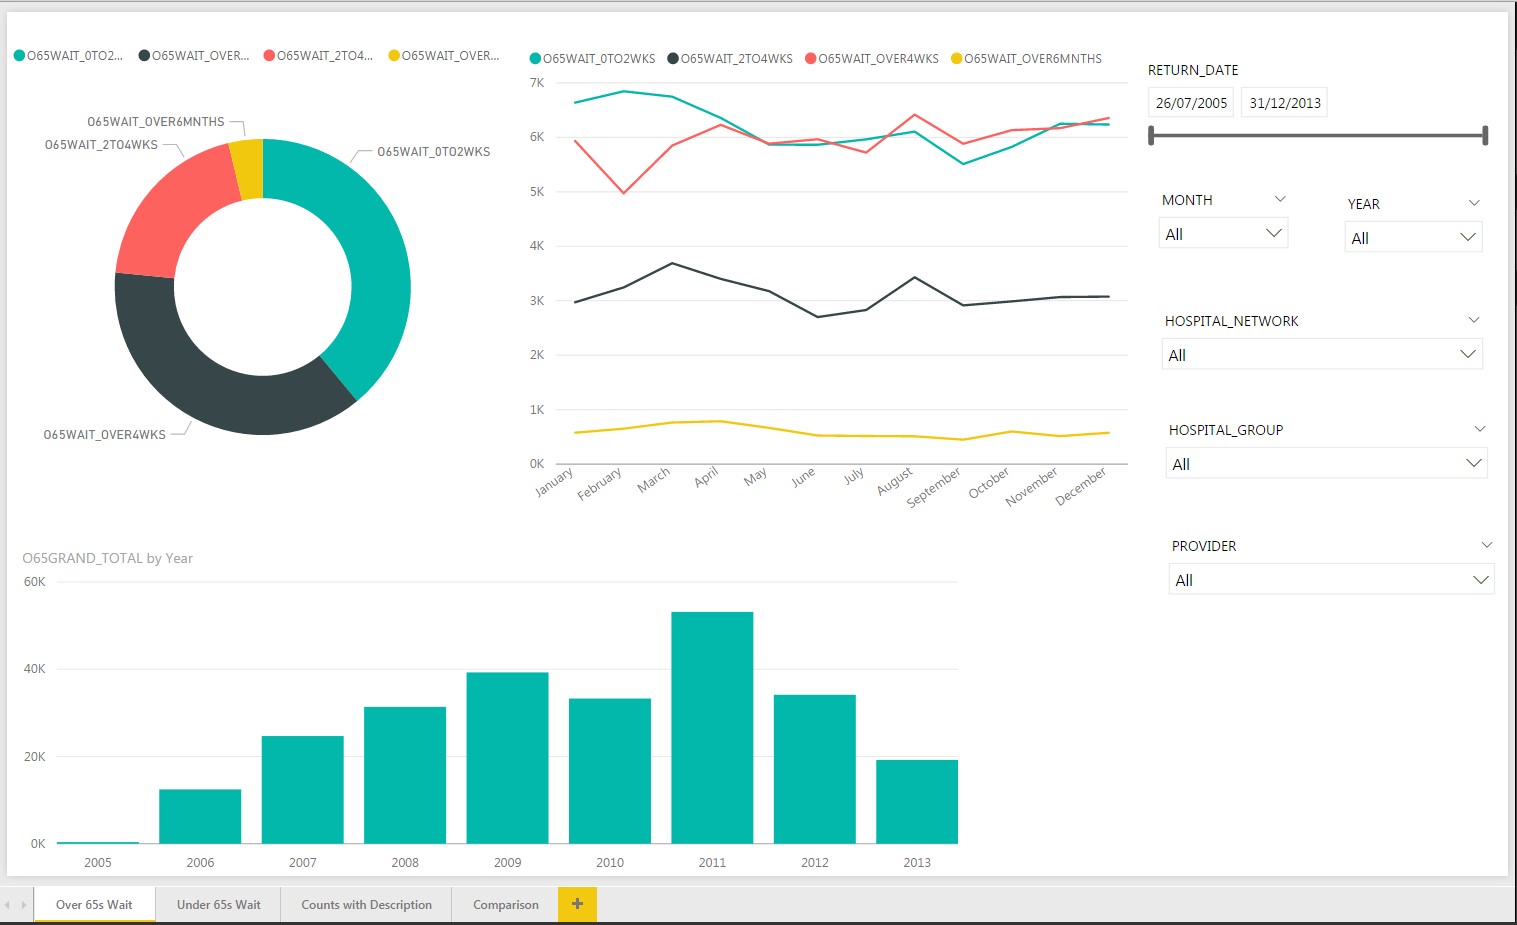 O65WAIT_0TO2... O65WAIT_OVER... O65WAIT_2TO4... O65WAIT_OVER...
O65WAIT_OVER6MNTHS
O65WAIT_2TO4WKS
O65WAIT_0TO2WKS
O65WAIT_OVER4WKS
O65WAIT_0TO2WKS O65WAIT_2TO4WKS O65WAIT_OVER4WKS O65WAIT_OVER6MNTHS
7K
6K
5K
4K
3K
2K
1K
0K
January February March April May June July August September October November December
RETURN_DATE
26/07/2005 31/12/2013
MONTH YEAR
All All
HOSPITAL_NETWORK
All
HOSPITAL_GROUP
All
PROVIDER
All
O65GRAND_TOTAL by Year
60K
40K
20K
0K
2005 2006 2007 2008 2009 2010 2011 2012 2013
Over 65s Wait Under 65s Wait Counts with Description Comparison +